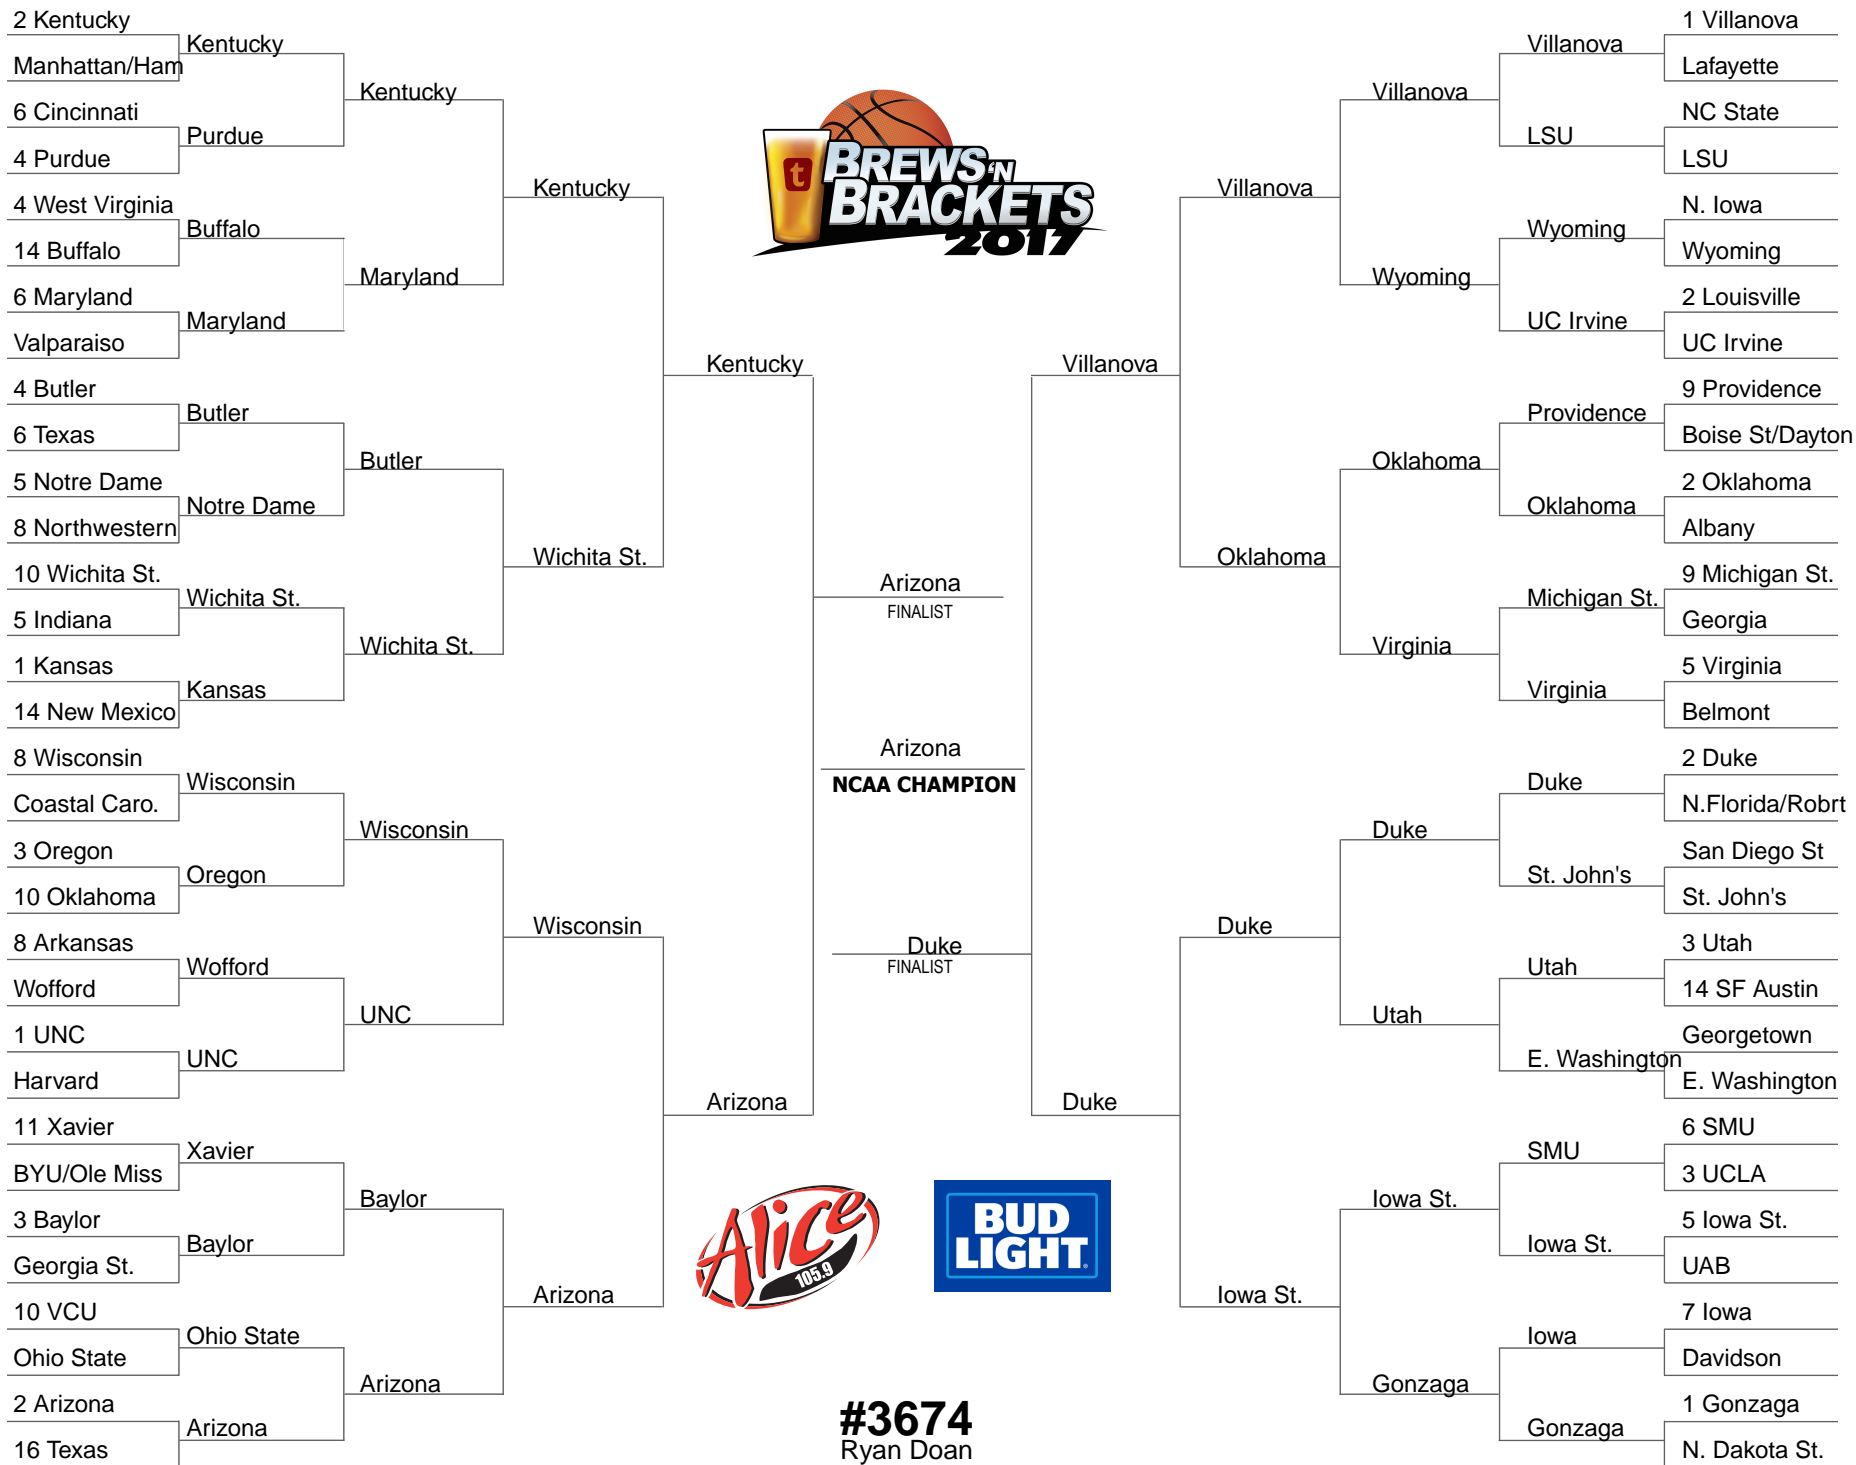 2 Kentucky
Manhattan/Ham
6 Cincinnati
4 Purdue
4 West Virginia
14 Buffalo
6 Maryland
Valparaiso
4 Butler
6 Texas
5 Notre Dame
8 Northwestern
10 Wichita St.
5 Indiana
1 Kansas
14 New Mexico
8 Wisconsin
Coastal Caro.
3 Oregon
10 Oklahoma
8 Arkansas
Wofford
1 UNC
Harvard
11 Xavier
BYU/Ole Miss
3 Baylor
Georgia St.
10 VCU
Ohio State
2 Arizona
16 Texas
Kentucky
Purdue
Buffalo
Maryland
Butler
Notre Dame
Wichita St.
Kansas
Wisconsin
Oregon
Wofford
UNC
Xavier
Baylor
Ohio State
Arizona
Kentucky
Maryland
Butler
Wichita St.
Wisconsin
UNC
Baylor
Arizona
Kentucky
Wichita St.
Wisconsin
Arizona
Kentucky
Arizona
t
BREWS 'N
BRACKETS
2017
Arizona
FINALIST
Arizona
NCAA CHAMPION
Duke
FINALIST
Alice
105.9
BUD
LIGHT
#3674
Ryan Doan
Villanova
Duke
Villanova
Oklahoma
Duke
Iowa St.
Villanova
Wyoming
Oklahoma
Virginia
Duke
Utah
Iowa St.
Gonzaga
Villanova
LSU
Wyoming
UC Irvine
Providence
Oklahoma
Michigan St.
Virginia
Duke
St. John's
Utah
E. Washington
SMU
Iowa St.
Iowa
Gonzaga
1 Villanova
Lafayette
NC State
LSU
N. Iowa
Wyoming
2 Louisville
UC Irvine
9 Providence
Boise St/Dayton
2 Oklahoma
Albany
9 Michigan St.
Georgia
5 Virginia
Belmont
2 Duke
N.Florida/Robrt
San Diego St
St. John's
3 Utah
14 SF Austin
Georgetown
E. Washington
6 SMU
3 UCLA
5 Iowa St.
UAB
7 Iowa
Davidson
1 Gonzaga
N. Dakota St.